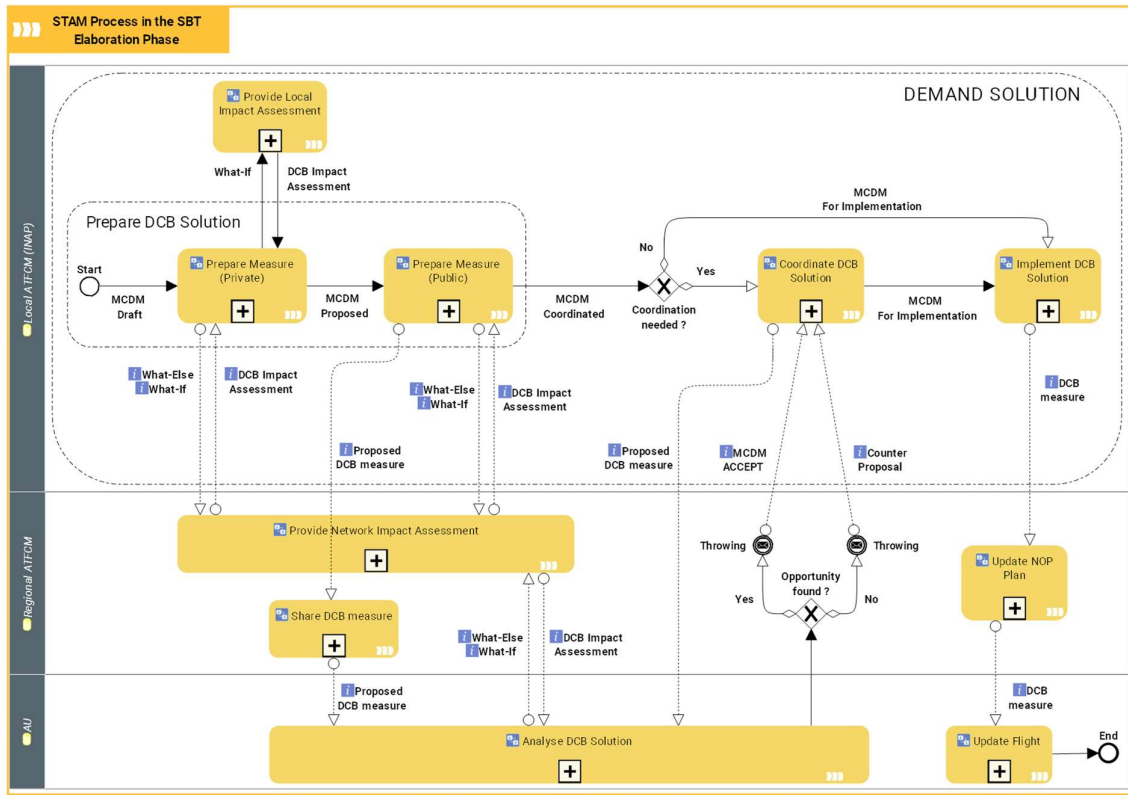 STAM Process in the SBT
Elaboration Phase
Local ATFCM (INAP)
DEMAND SOLUTION
Provide Local
Impact Assessment
What-If
DCB Impact
Assessment
Prepare DCB Solution
Start
MCDM
Draft
Prepare Measure
(Private)
MCDM
Proposed
Prepare Measure
(Public)
MCDM
Coordinated
No
Yes
Coordination
needed ?
MCDM
For Implementation
Coordinate DCB
Solution
MCDM
For Implementation
Implement DCB
Solution
What-Else
What-If
DCB Impact
Assessment
Proposed
DCB measure
What-Else
What-If
DCB Impact
Assessment
Proposed
DCB measure
MCDM
ACCEPT
Counter
Proposal
DCB
measure
Regional ATFCM
Provide Network Impact Assessment
Share DCB measure
What-Else
What-If
DCB Impact
Assessment
Throwing
Throwing
Opportunity
found ?
Yes
No
Update NOP
Plan
AU
Proposed
DCB measure
Analyse DCB Solution
DCB
measure
Update Flight
End